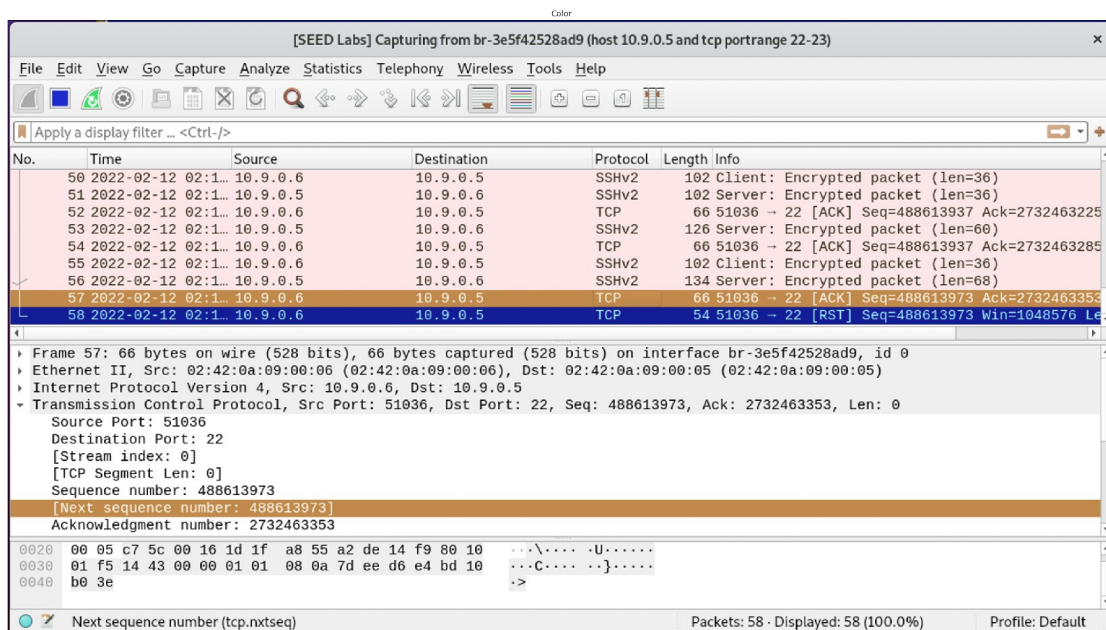 Color
[SEED Labs] Capturing from br-3e5f42528ad9 (host 10.9.0.5 and tcp portrange 22-23)
File Edit View Go Capture Analyze Statistics Telephony Wireless Tools Help
Apply a display filter ... <Ctrl-/>
No. Time Source Destination Protocol Length Info
50 2022-02-12 02:1… 10.9.0.6 10.9.0.5 SSHv2 102 Client: Encrypted packet (len=36)
51 2022-02-12 02:1… 10.9.0.5 10.9.0.6 SSHv2 102 Server: Encrypted packet (len=36)
52 2022-02-12 02:1… 10.9.0.6 10.9.0.5 TCP 66 51036 → 22 [ACK] Seq=488613937 Ack=2732463225
53 2022-02-12 02:1… 10.9.0.5 10.9.0.6 SSHv2 126 Server: Encrypted packet (len=60)
54 2022-02-12 02:1… 10.9.0.6 10.9.0.5 TCP 66 51036 → 22 [ACK] Seq=488613937 Ack=2732463285
55 2022-02-12 02:1… 10.9.0.6 10.9.0.5 SSHv2 102 Client: Encrypted packet (len=36)
56 2022-02-12 02:1… 10.9.0.5 10.9.0.6 SSHv2 134 Server: Encrypted packet (len=68)
57 2022-02-12 02:1… 10.9.0.6 10.9.0.5 TCP 66 51036 → 22 [ACK] Seq=488613973 Ack=2732463353
58 2022-02-12 02:1… 10.9.0.6 10.9.0.5 TCP 54 51036 → 22 [RST] Seq=488613973 Win=1048576 Le
Frame 57: 66 bytes on wire (528 bits), 66 bytes captured (528 bits) on interface br-3e5f42528ad9, id 0
Ethernet II, Src: 02:42:0a:09:00:06 (02:42:0a:09:00:06), Dst: 02:42:0a:09:00:05 (02:42:0a:09:00:05)
Internet Protocol Version 4, Src: 10.9.0.6, Dst: 10.9.0.5
Transmission Control Protocol, Src Port: 51036, Dst Port: 22, Seq: 488613973, Ack: 2732463353, Len: 0
Source Port: 51036
Destination Port: 22
[Stream index: 0]
[TCP Segment Len: 0]
Sequence number: 488613973
[Next sequence number: 488613973]
Acknowledgment number: 2732463353
0020 00 05 c7 5c 00 16 1d 1f a8 55 a2 de 14 f9 80 10 ···\···· ·U······
0030 01 f5 14 43 00 00 01 01 08 0a 7d ee d6 e4 bd 10 ···C···· ··}·····
0040 b0 3e ·>
Next sequence number (tcp.nxtseq) Packets: 58 · Displayed: 58 (100.0%) Profile: Default